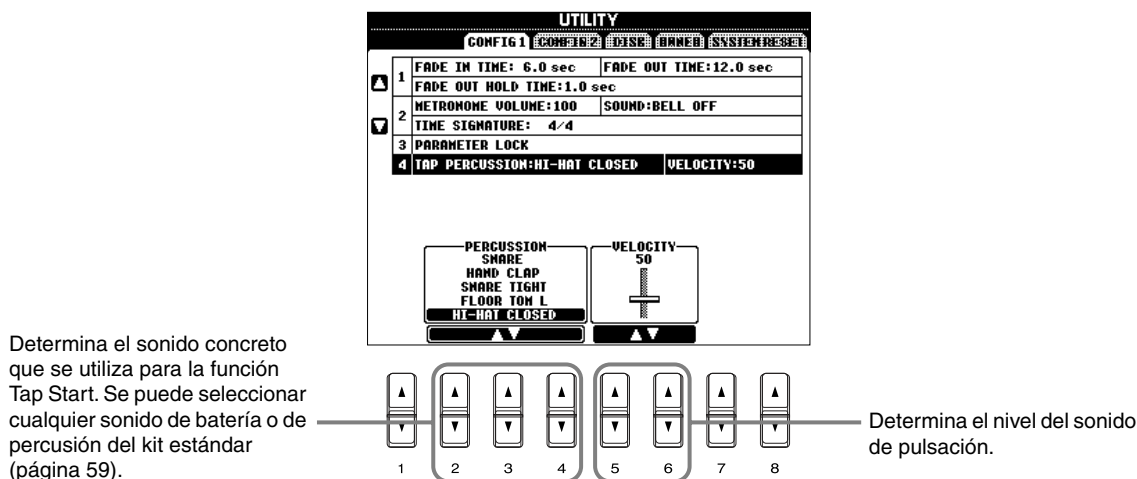 UTILITY
CONFIG 1 CONFIG 2 DISK OWNER SYSTEM RESET
1 FADE IN TIME: 6.0 sec FADE OUT TIME:12.0 sec
FADE OUT HOLD TIME:1.0 sec
2 METRONOME VOLUME:100 SOUND:BELL OFF
TIME SIGNATURE: 4/4
3 PARAMETER LOCK
4 TAP PERCUSSION:HI-HAT CLOSED VELOCITY:50
PERCUSSION
SNARE
HAND CLAP
SNARE TIGHT
FLOOR TOM L
HI-HAT CLOSED
VELOCITY
50
Determina el sonido concreto
que se utiliza para la función
Tap Start. Se puede seleccionar
cualquier sonido de batería o de
percusión del kit estándar
(página 59).
1 2 3 4 5 6 7 8
Determina el nivel del sonido
de pulsación.